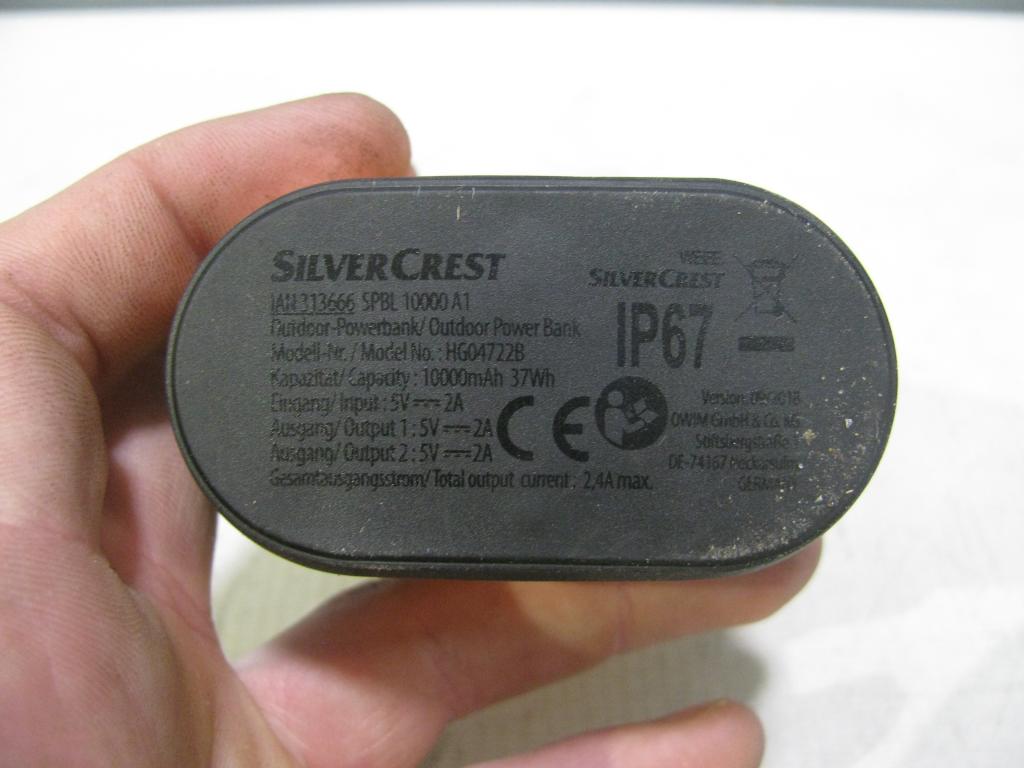 SILVERCREST
IAN 313666 SPBL 10000 A1
Outdoor-Powerbank/ Outdoor Power Bank
Modell-Nr. / Model No. : HG04722B
Kapazität/ Capacity : 10000mAh 37Wh
Eingang/ Input : 5V 2A
Ausgang/ Output 1 : 5V 2A
Ausgang/ Output 2 : 5V 2A
Gesamtausgangsstrom/ Total output current : 2,4A max.
CE
WEEE
SILVERCREST
IP67
Version: 09/2018
OWIM GmbH & Co. KG
Stiftsbergstraße 1
DE-74167 Neckarsulm
GERMANY